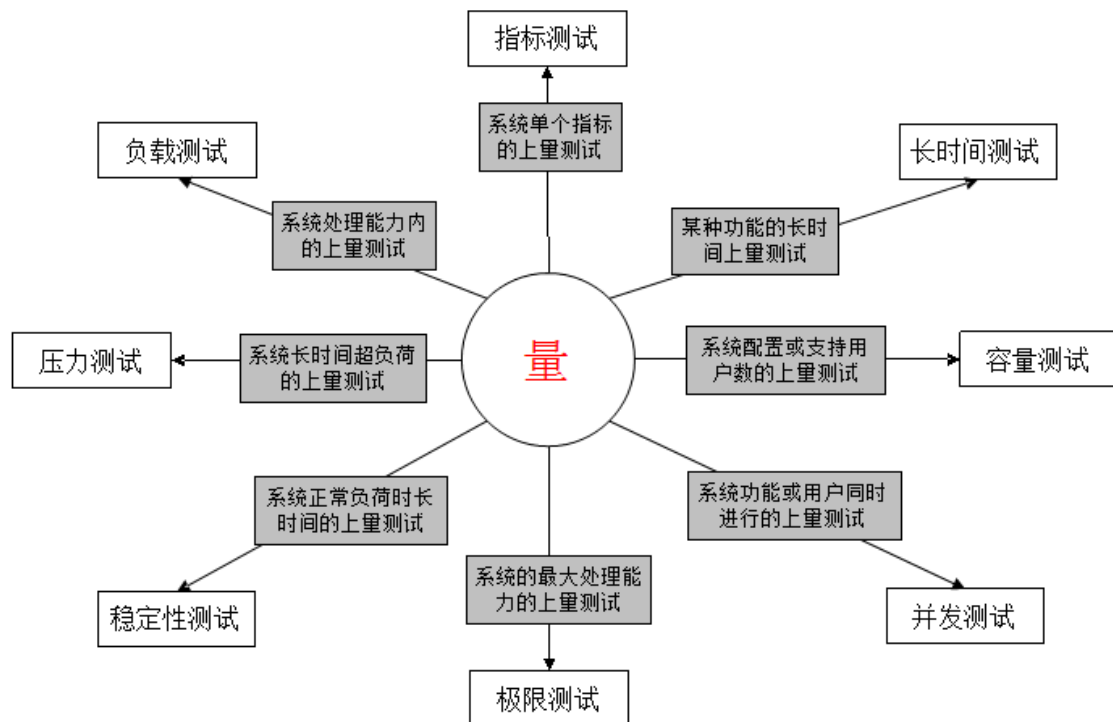 指标测试
系统单个指标
的上量测试
负载测试
长时间测试
系统处理能力内
的上量测试
某种功能的长时
间上量测试
压力测试
系统长时间超负荷
的上量测试
量
系统配置或支持用
户数的上量测试
容量测试
系统正常负荷时长
时间的上量测试
系统功能或用户同时
进行的上量测试
系统的最大处理能
力的上量测试
稳定性测试
并发测试
极限测试